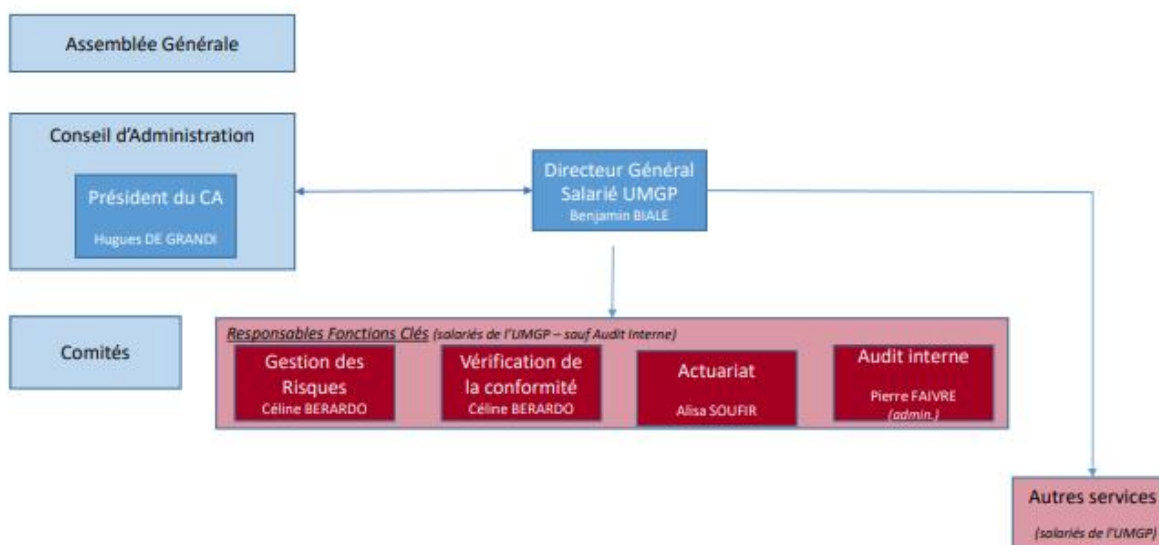 Assemblée Générale
Conseil d'Administration
Président du CA
Hugues DE GRANDI
Directeur Général
Salarié UMGP
Benjamin BIALE
Comités
Responsables Fonctions Clés (salariés de l'UMGP – sauf Audit Interne)
Gestion des
Risques
Céline BERARDO
Vérification de
la conformité
Céline BERARDO
Actuariat
Alisa SOUFIR
Audit interne
Pierre FAIVRE
(admin.)
Autres services
(salariés de l'UMGP)